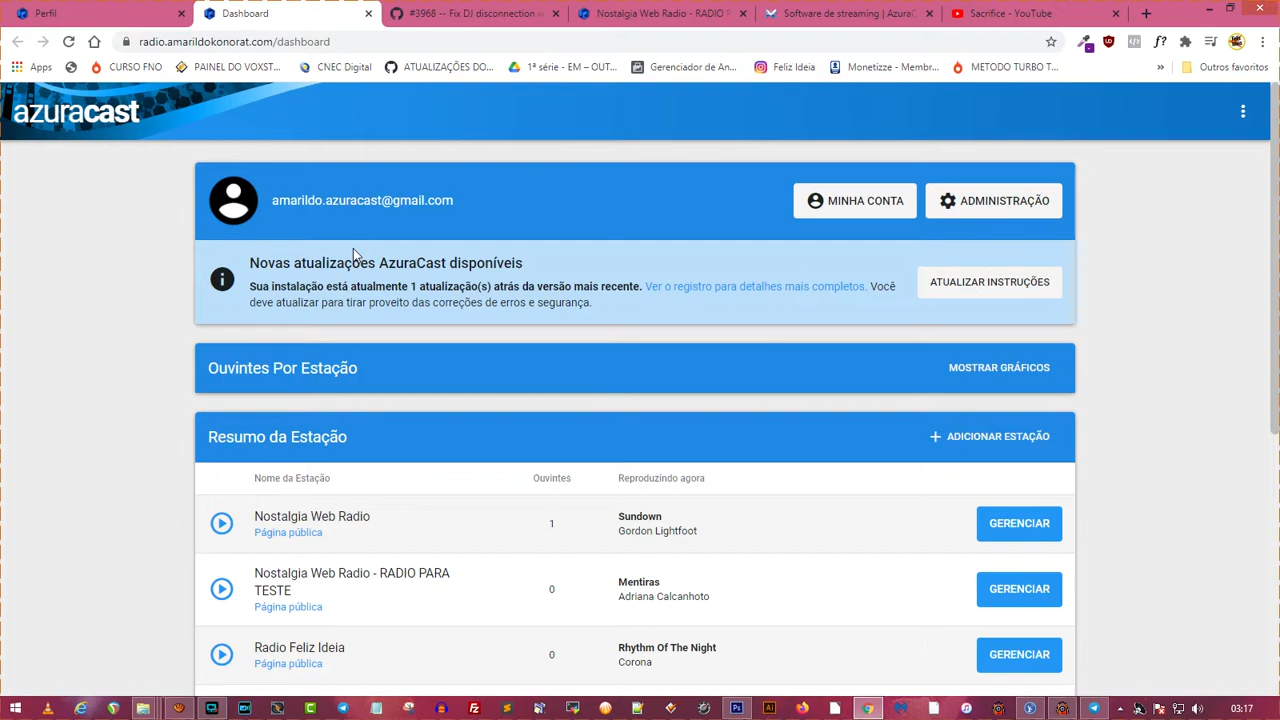 Perfil
Dashboard
#3968 -- Fix DJ disconnection w
Nostalgia Web Radio - RADIO P
Software de streaming | Azura
Sacrifice - YouTube
radio.amarildokonorat.com/dashboard
Apps
CURSO FNO
PAINEL DO VOXST...
CNEC Digital
ATUALIZAÇÕES DO...
1ª série - EM – OUT...
Gerenciador de An...
Feliz Ideia
Monetizze - Membr...
METODO TURBO T...
»
Outros favoritos
azuracast
amarildo.azuracast@gmail.com
MINHA CONTA
ADMINISTRAÇÃO
Novas atualizações AzuraCast disponíveis
Sua instalação está atualmente 1 atualização(s) atrás da versão mais recente. Ver o registro para detalhes mais completos. Você
deve atualizar para tirar proveito das correções de erros e segurança.
ATUALIZAR INSTRUÇÕES
Ouvintes Por Estação
MOSTRAR GRÁFICOS
Resumo da Estação
+ ADICIONAR ESTAÇÃO
Nome da Estação
Ouvintes
Reproduzindo agora
Nostalgia Web Radio
Página pública
1
Sundown
Gordon Lightfoot
GERENCIAR
Nostalgia Web Radio - RADIO PARA
TESTE
Página pública
0
Mentiras
Adriana Calcanhoto
GERENCIAR
Radio Feliz Ideia
Página pública
0
Rhythm Of The Night
Corona
GERENCIAR
03:17